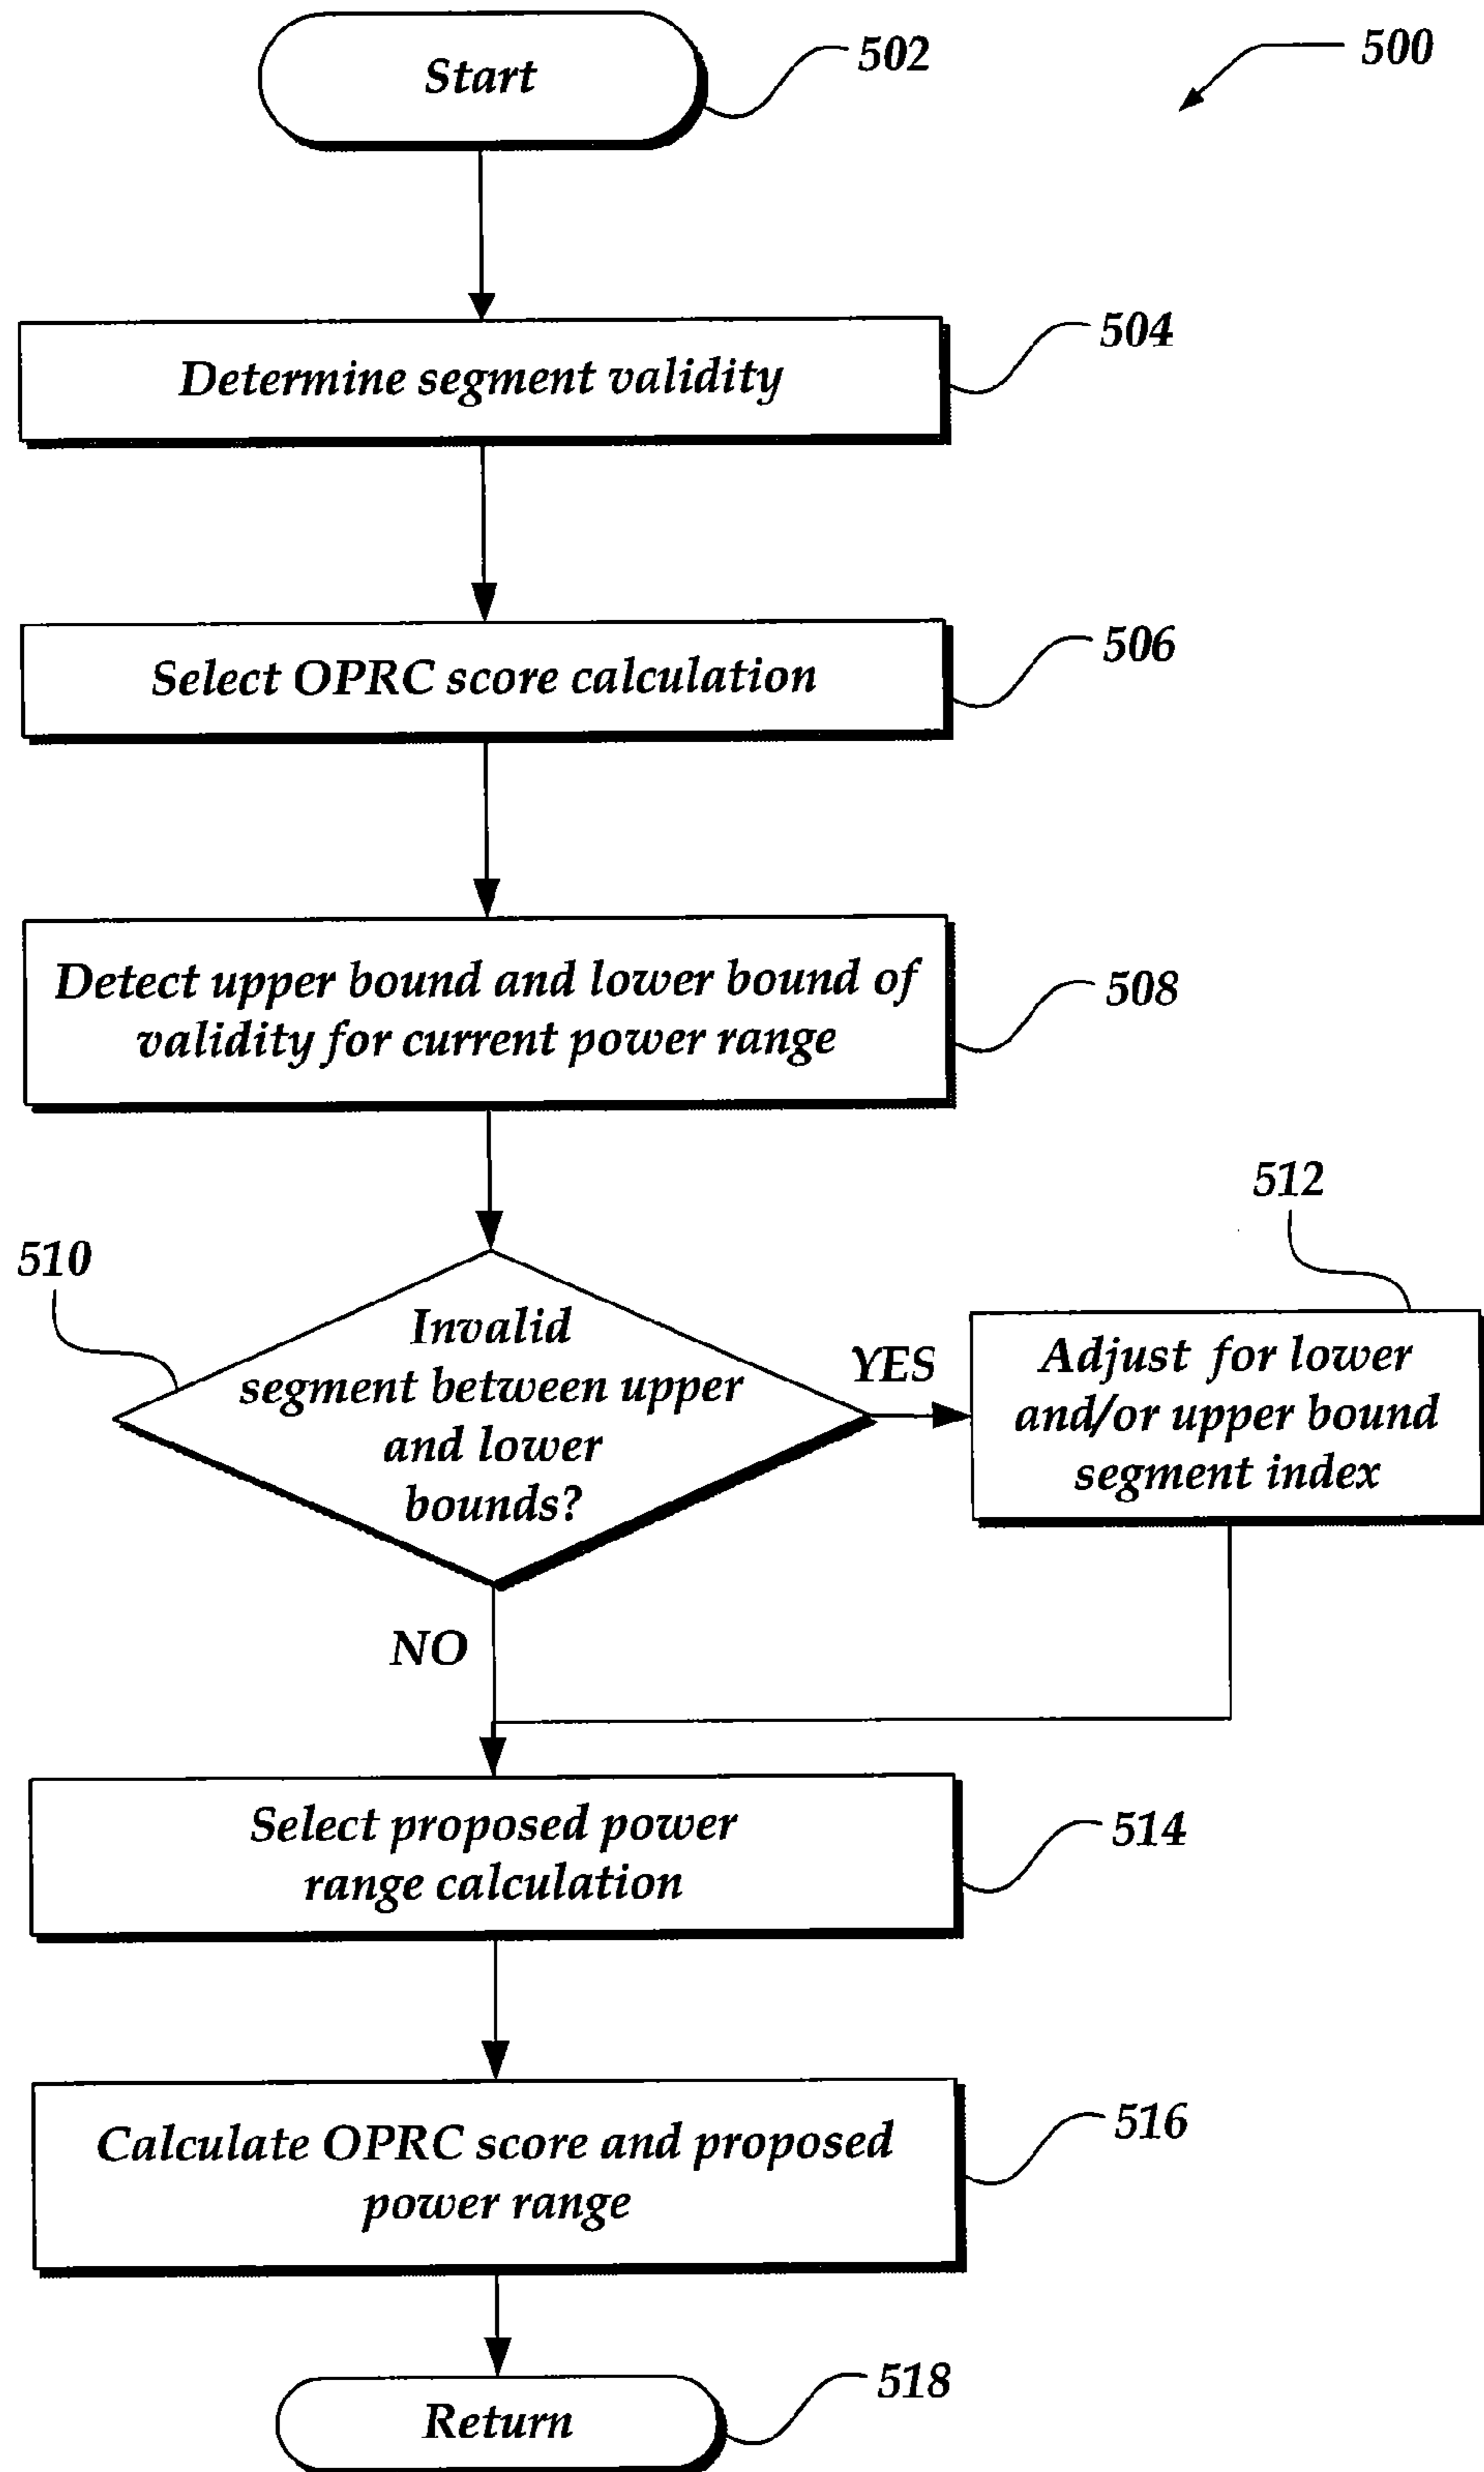 Start
502
500
Determine segment validity
504
Select OPRC score calculation
506
Detect upper bound and lower bound of
validity for current power range
508
510
Invalid
segment between upper
and lower
bounds?
YES
512
Adjust for lower
and/or upper bound
segment index
NO
Select proposed power
range calculation
514
Calculate OPRC score and proposed
power range
516
Return
518